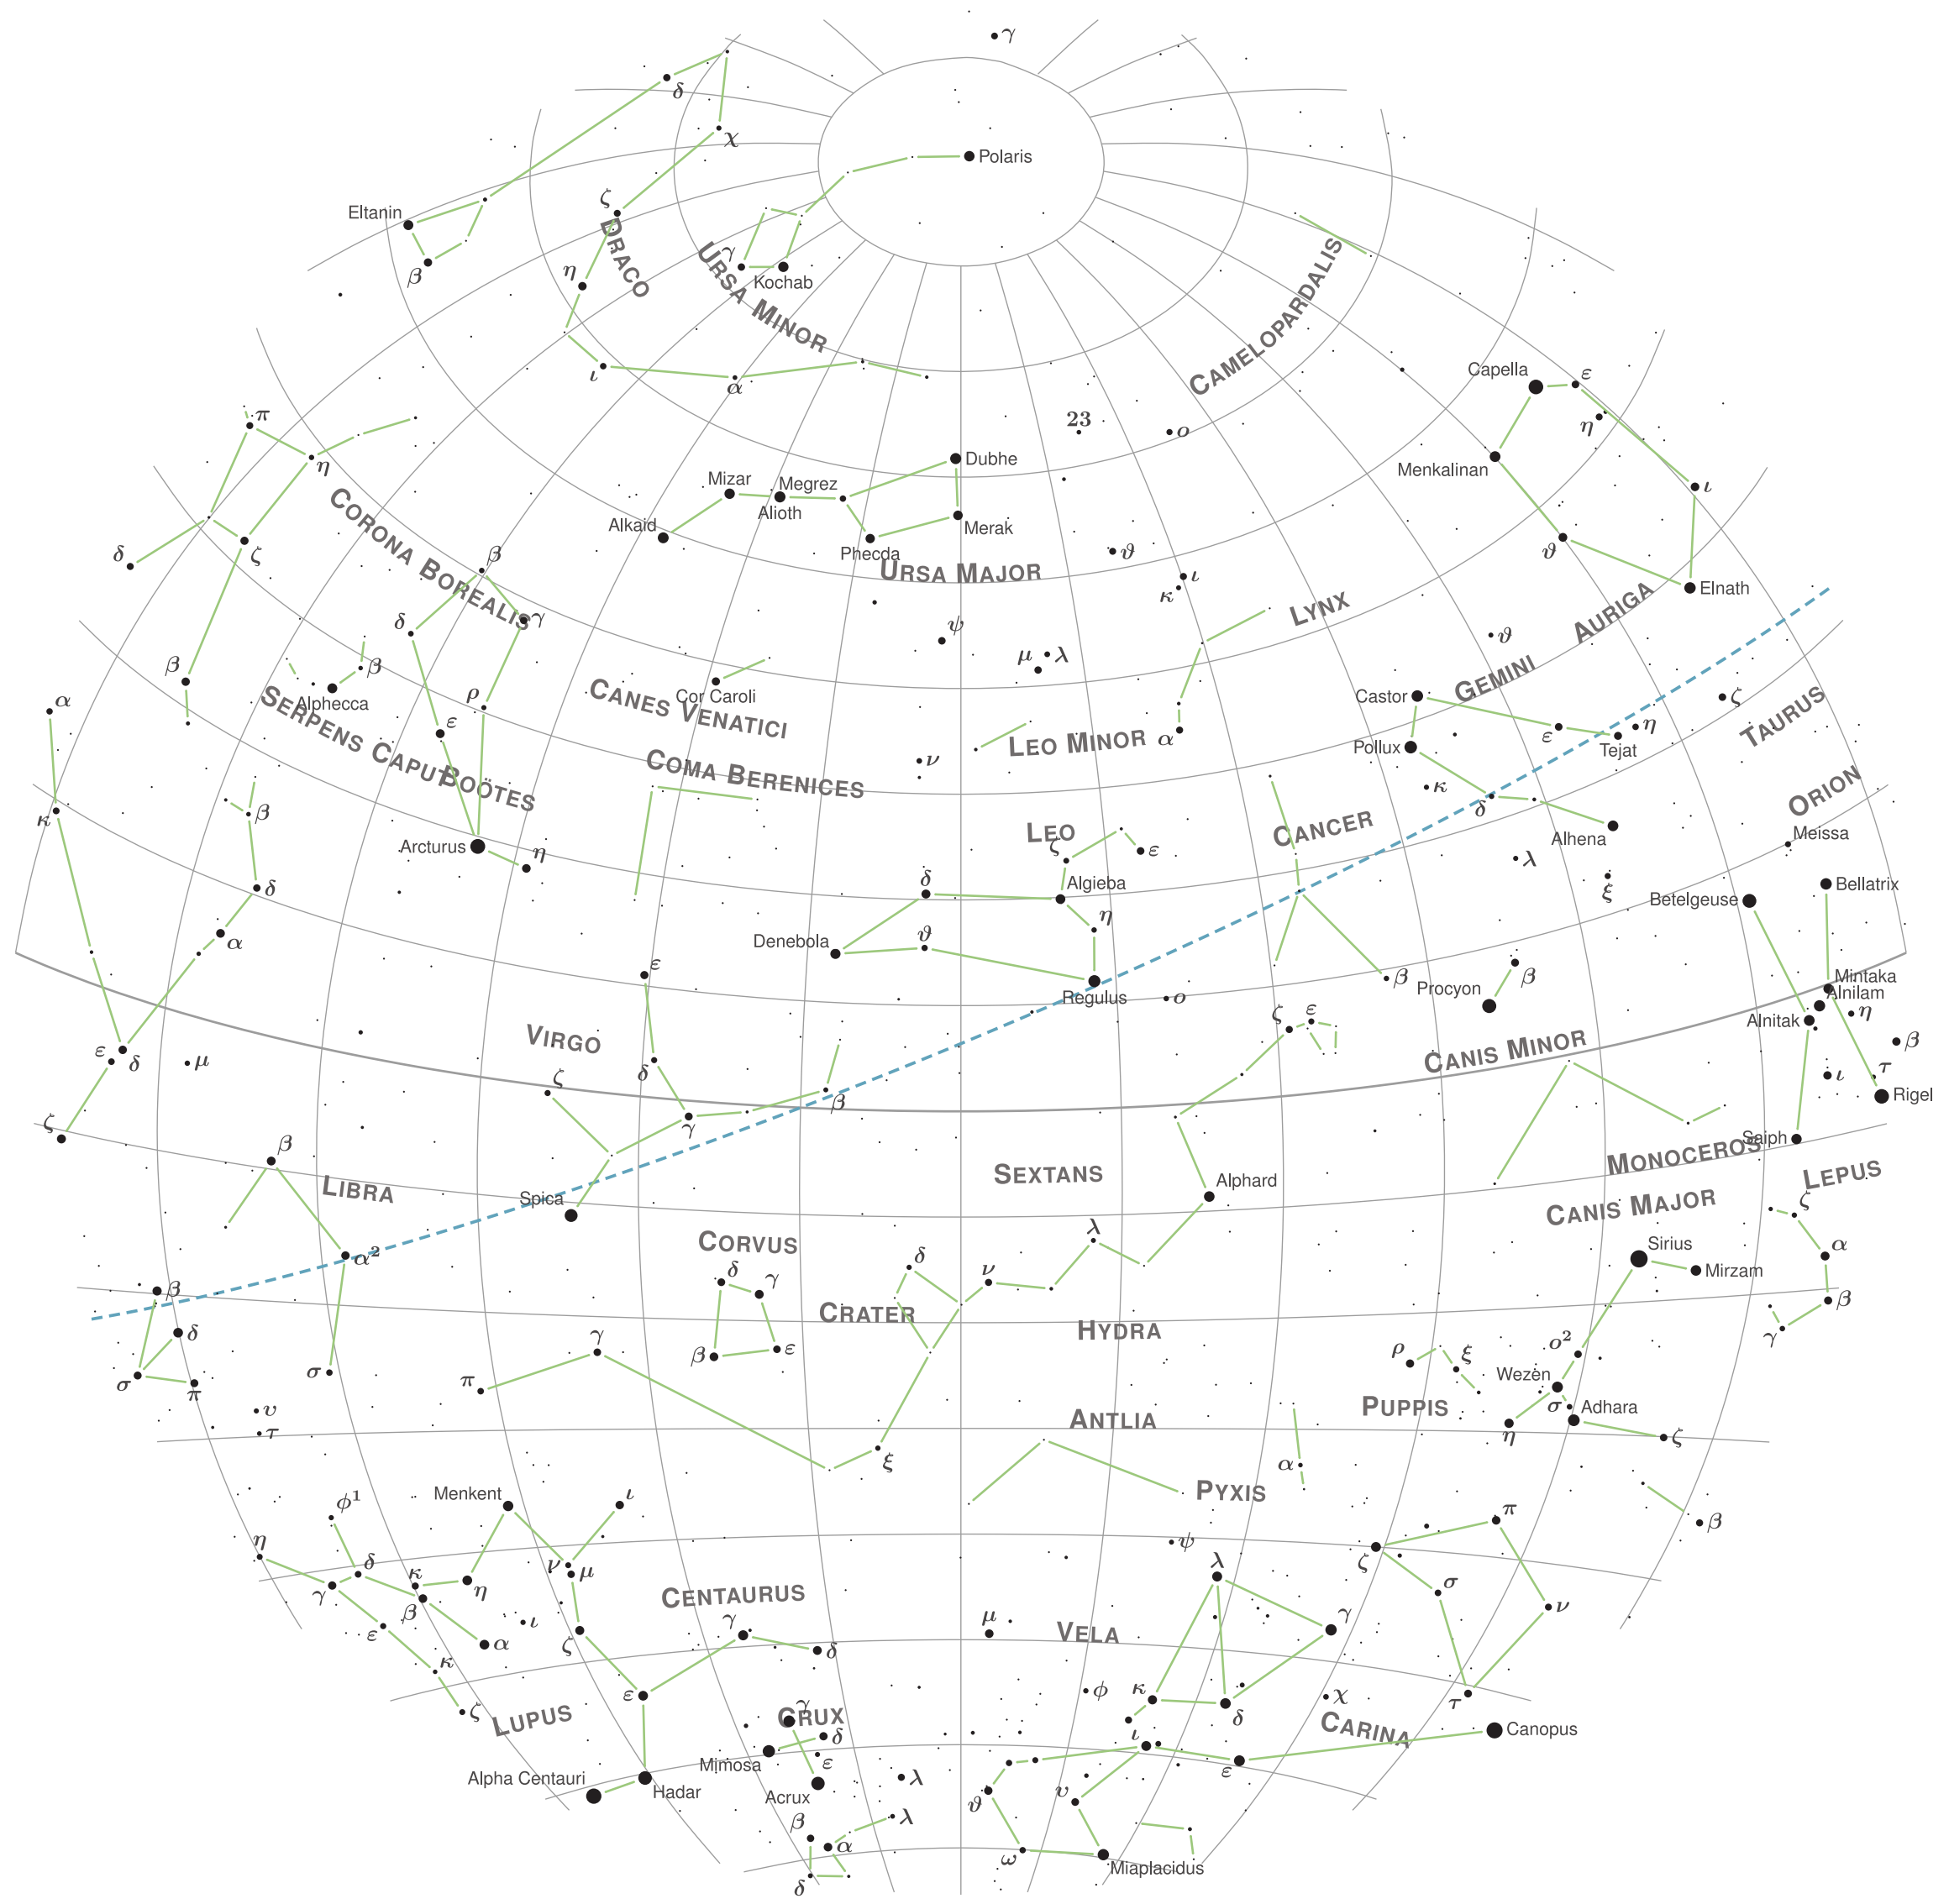 γ
δ
χ
Polaris
ζ
Eltanin
DRACO
γ
URSA MINOR
CAMELOPARDALIS
β
η
Kochab
ι
α
Capella
ε
π
23
ο
η
η
Dubhe
Menkalinan
Mizar
Megrez
ι
CORONA BOREALIS
Alioth
Alkaid
Merak
δ
ζ
Phecda
ϑ
ϑ
β
URSA MAJOR
ι
κ
Elnath
LYNX
AURIGA
δ
γ
ψ
ϑ
μ
λ
β
β
GEMINI
Alphecca
ρ
Cor Caroli
Castor
ζ
TAURUS
α
SERPENS CAPUT
CANES VENATICI
ε
LEO MINOR
α
Pollux
ε
η
Tejat
ν
BOÖTES
COMA BERENICES
κ
δ
ORION
κ
β
LEO
CANCER
Meissa
Arcturus
η
ζ
ε
Alhena
λ
δ
δ
Algieba
ξ
Bellatrix
Betelgeuse
α
Denebola
ϑ
η
ε
Regulus
ο
Procyon
β
Mintaka
Alnilam
VIRGO
ζ
ε
Alnitak
η
ε
δ
μ
CANIS MINOR
β
δ
ζ
β
τ
ι
Rigel
ζ
γ
β
MONOCEROS
Saiph
LIBRA
SEXTANS
Alphard
LEPUS
Spica
CANIS MAJOR
ζ
CORVUS
λ
Sirius
α
α²
δ
δ
ν
Mirzam
β
γ
CRATER
HYDRA
β
δ
γ
γ
β
ε
ρ
ξ
ο²
σ
π
σ
π
Wezen
υ
ANTLIA
PUPPIS
σ
Adhara
τ
η
ζ
ξ
α
Menkent
ι
PYXIS
φ¹
π
β
η
ψ
δ
κ
ν
μ
λ
ζ
γ
η
β
CENTAURUS
σ
ν
ε
α
ι
ζ
γ
δ
μ
VELA
γ
κ
ζ
ε
φ
κ
δ
χ
τ
LUPUS
γ
CRUX
δ
ι
CARINA
Canopus
Mimosa
ε
ε
Alpha Centauri
Hadar
Acrux
λ
ϑ
υ
β
α
λ
ω
Miaplacidus
δ